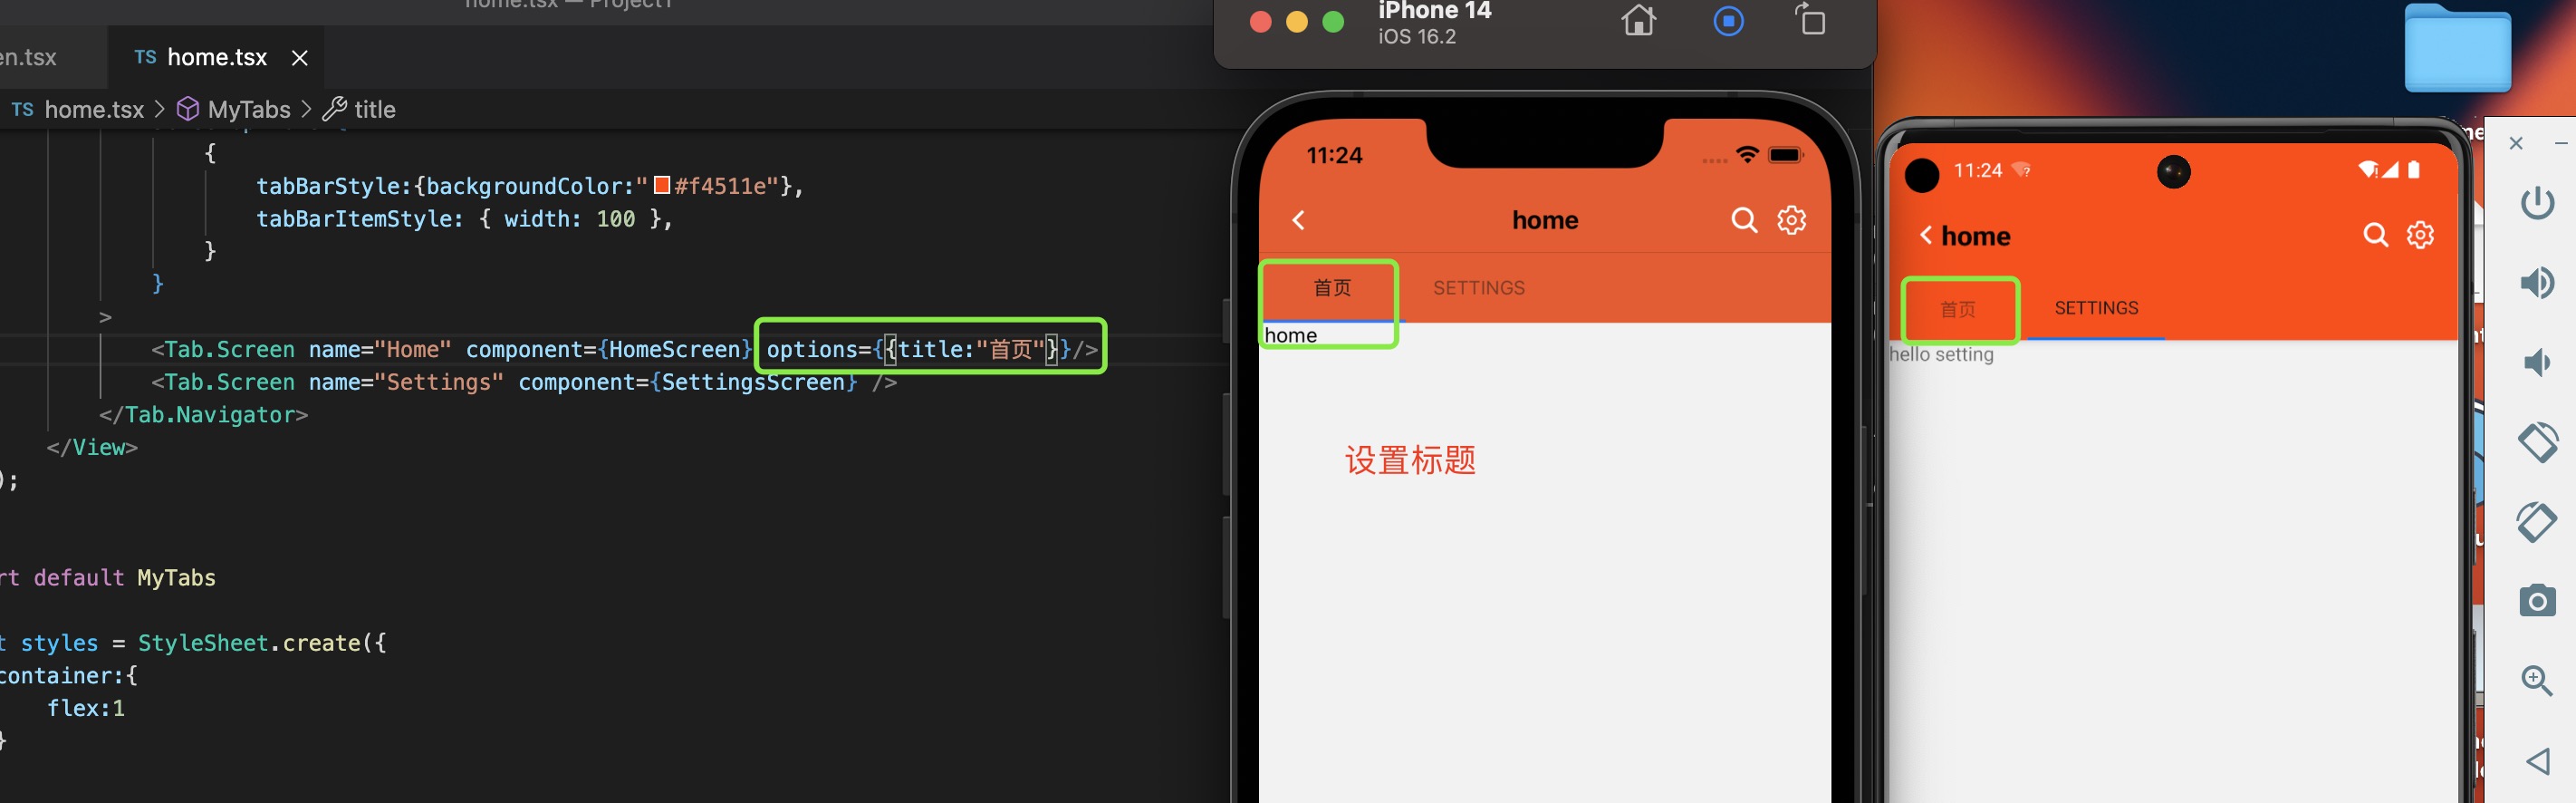 home.tsx — Project1
en.tsx
TS home.tsx
TS home.tsx > MyTabs > title
{
tabBarStyle:{backgroundColor:"#f4511e"},
tabBarItemStyle: { width: 100 },
}
}
>
<Tab.Screen name="Home" component={HomeScreen} options={{title:"首页"}}/>
<Tab.Screen name="Settings" component={SettingsScreen} />
</Tab.Navigator>
</View>
);
rt default MyTabs
t styles = StyleSheet.create({
container:{
flex:1
}
iPhone 14
iOS 16.2
11:24
home
首页 SETTINGS
home
设置标题
11:24
home
首页 SETTINGS
hello setting